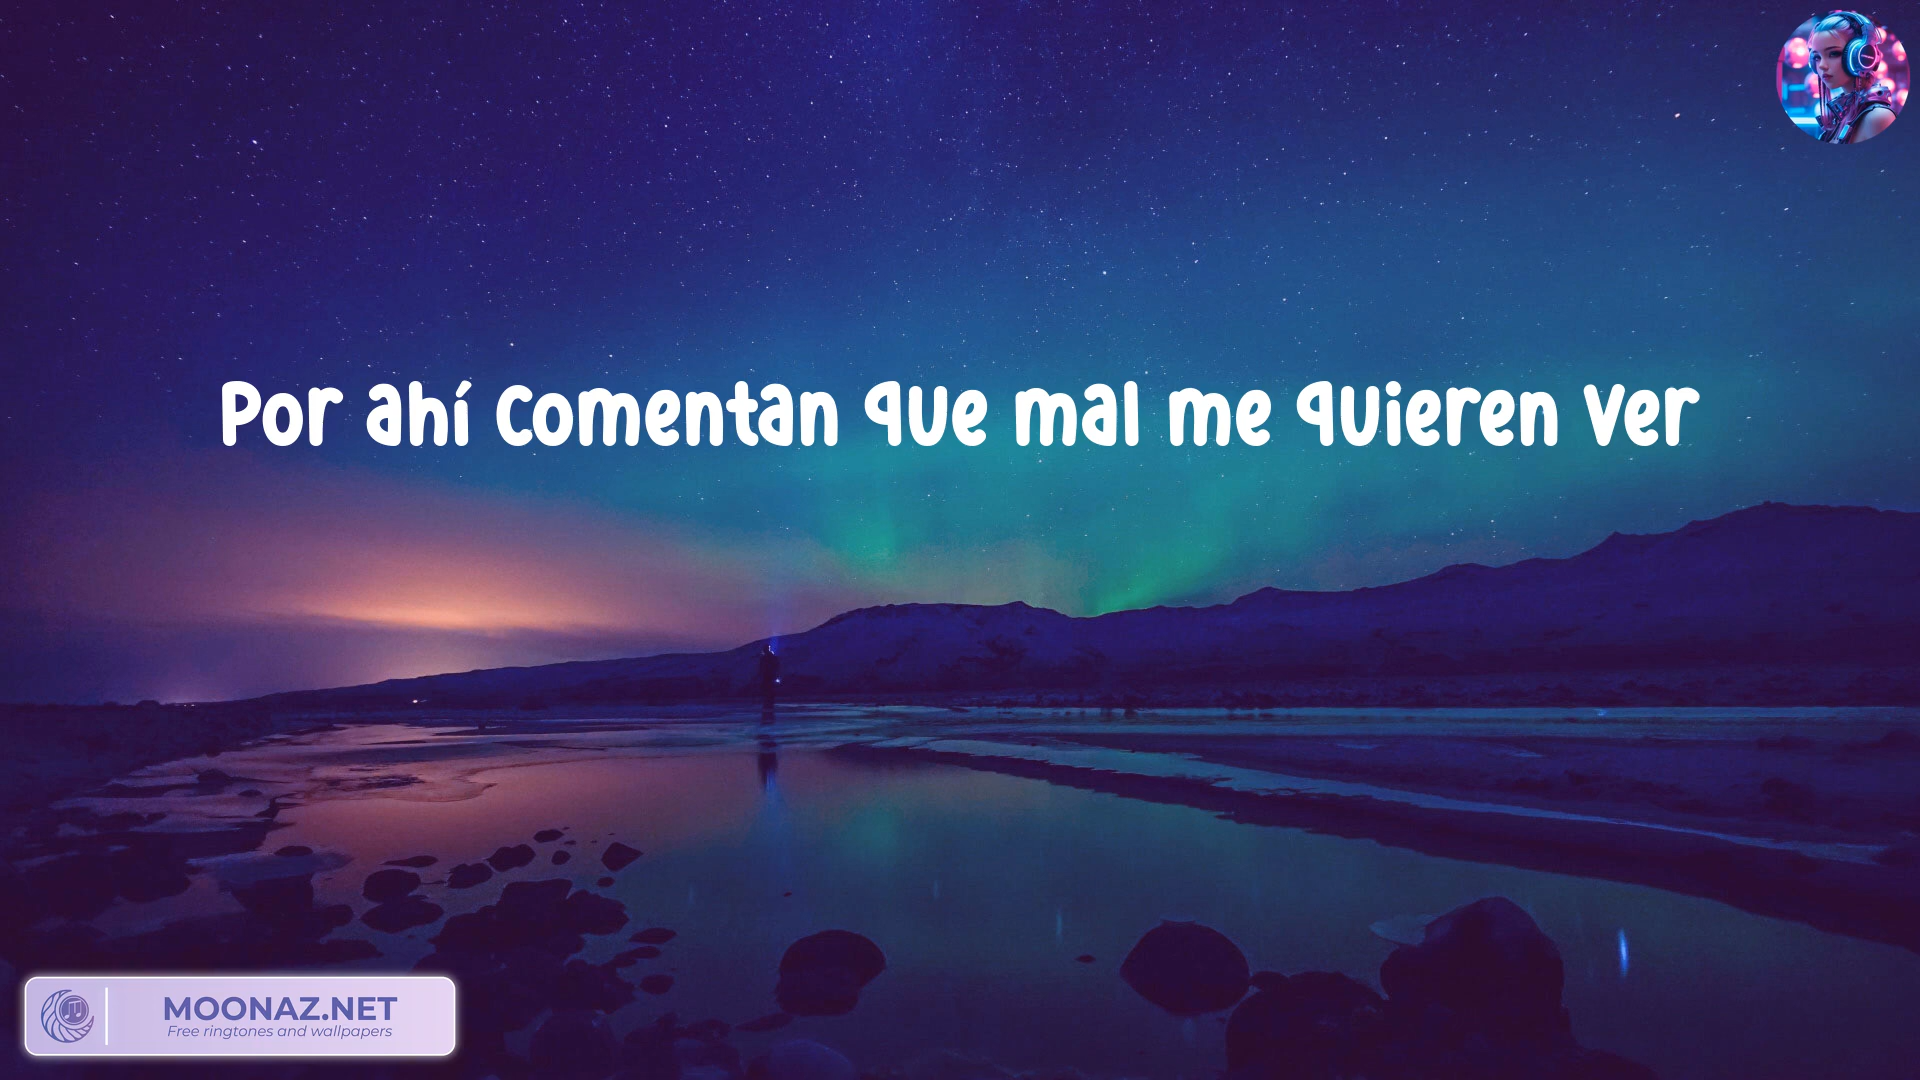 Por ahí comentan que mal me quieren ver
MOONAZ.NET
Free ringtones and wallpapers